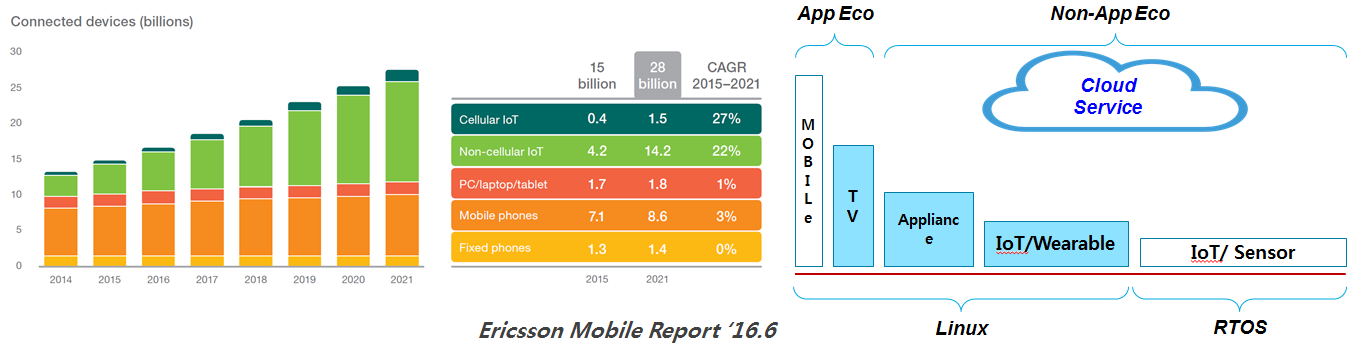 Connected devices (billions)
30
25
20
15
10
5
0
2014 2015 2016 2017 2018 2019 2020 2021
15 billion 28 billion CAGR 2015–2021
Cellular IoT 0.4 1.5 27%
Non-cellular IoT 4.2 14.2 22%
PC/laptop/tablet 1.7 1.8 1%
Mobile phones 7.1 8.6 3%
Fixed phones 1.3 1.4 0%
2015 2021
Ericsson Mobile Report ‘16.6
App Eco Non-App Eco
Cloud
Service
M
O
B
I
L
e
T
V
Applianc
e
IoT/Wearable
IoT/ Sensor
Linux RTOS